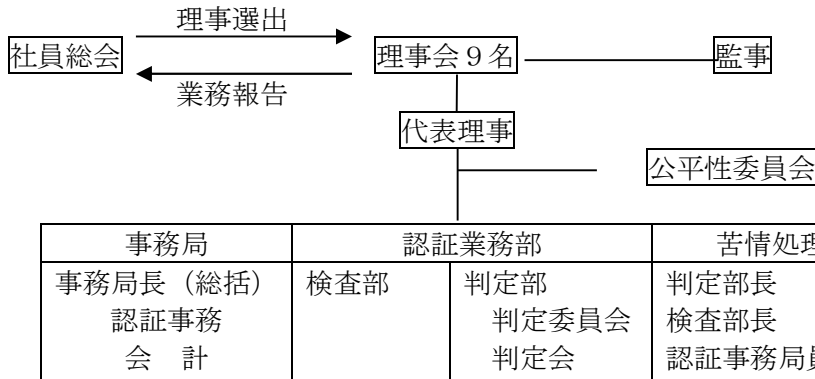 理事選出
社員総会 理事会９名 監事
業務報告
代表理事
公平性委員会
事務局 認証業務部 苦情処理
事務局長（総括） 検査部 判定部 判定部長
認証事務 判定委員会 検査部長
会　計 判定会 認証事務局員